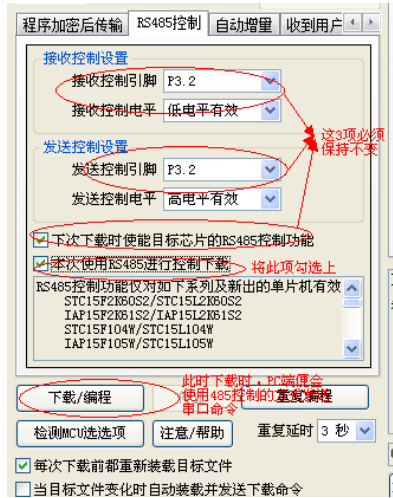 程序加密后传输 RS485控制 自动增量 收到用户
接收控制设置
接收控制引脚 P3.2
接收控制电平 低电平有效
这3项必须
保持不变
发送控制设置
发送控制引脚 P3.2
发送控制电平 高电平有效
下次下载时使能目标芯片的RS485控制功能
本次使用RS485进行控制下载 将此项勾选上
RS485控制功能仅对如下系列及新出的单片机有效
STC15F2K60S2/STC15L2K60S2
IAP15F2K61S2/IAP15L2K61S2
STC15F104W/STC15L104W
IAP15F105W/STC15L105W
此时下载时，PC端便会
下载/编程 使用485控制的 重复编程
串口命令
检测MCU选选项 注意/帮助 重复延时 3 秒
每次下载前都重新装载目标文件
当目标文件变化时自动装载并发送下载命令